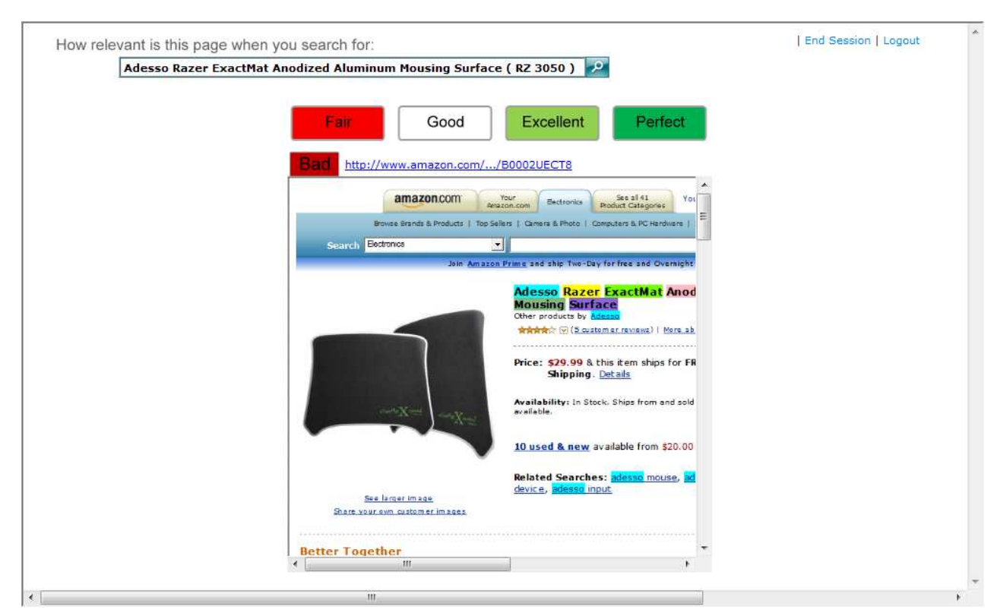 How relevant is this page when you search for:
| End Session | Logout
Adesso Razer ExactMat Anodized Aluminum Mousing Surface ( RZ 3050 )
Fair Good Excellent Perfect
Bad http://www.amazon.com/.../B0002UECT8
amazon.com Your Amazon.com Electronics See all 41 Product Categories You
Browse Brands & Products | Top Sellers | Camera & Photo | Computers & PC Hardware |
Search Electronics
Join Amazon Prime and ship Two-Day for free and Overnight
Adesso Razer ExactMat Anod
Mousing Surface
Other products by Adesso
(5 customer reviews) | More ab
Price: $29.99 & this item ships for FR
Shipping. Details
Availability: In Stock. Ships from and sold
available.
10 used & new available from $20.00
Related Searches: adesso mouse, ad
device, adesso input
See larger image
Share your own customer images
Better Together